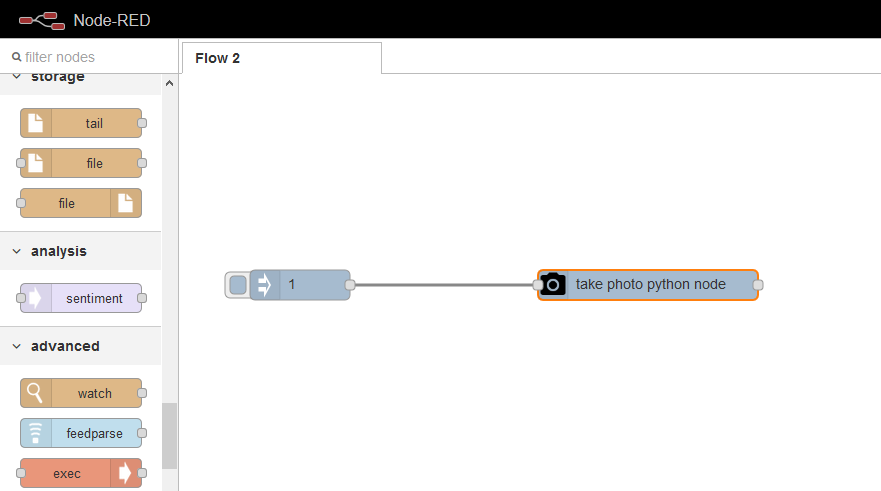 Node-RED
filter nodes
Flow 2
storage
tail
file
file
analysis
sentiment
advanced
watch
feedparse
exec
1
take photo python node